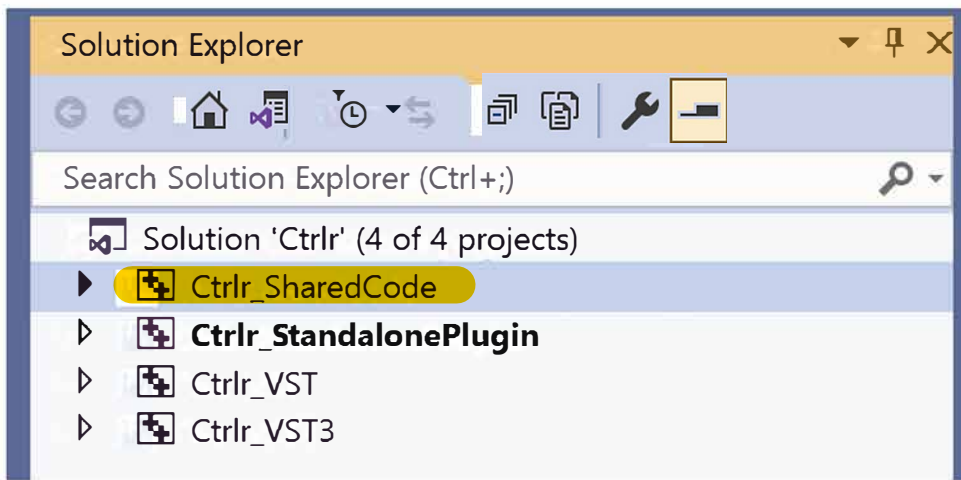 Solution Explorer
Search Solution Explorer (Ctrl+;)
Solution 'Ctrlr' (4 of 4 projects)
Ctrlr_SharedCode
Ctrlr_StandalonePlugin
Ctrlr_VST
Ctrlr_VST3